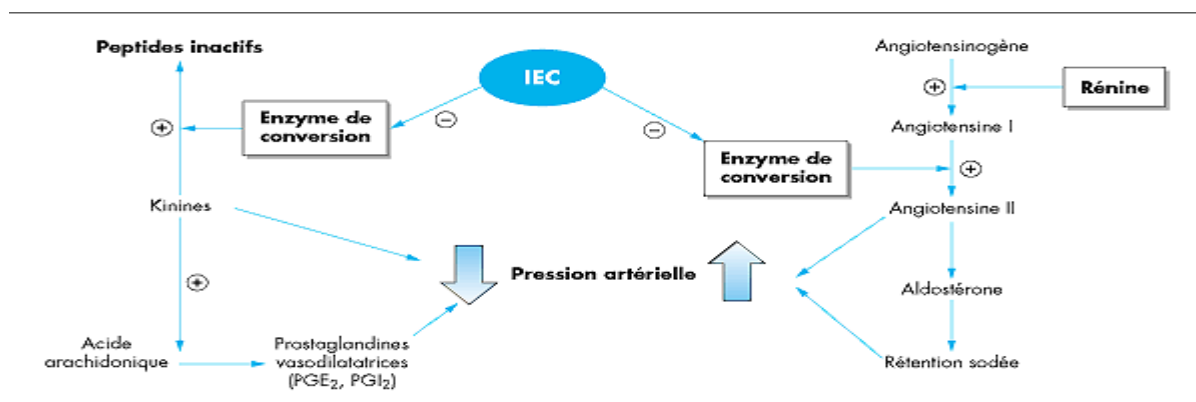 Peptides inactifs
IEC
Angiotensinogène
Rénine
Enzyme de
conversion
Angiotensine I
Enzyme de
conversion
Kinines
Angiotensine II
Pression artérielle
Aldostérone
Acide
arachidonique
Prostaglandines
vasodilatatrices
(PGE₂, PGI₂)
Rétention sodée